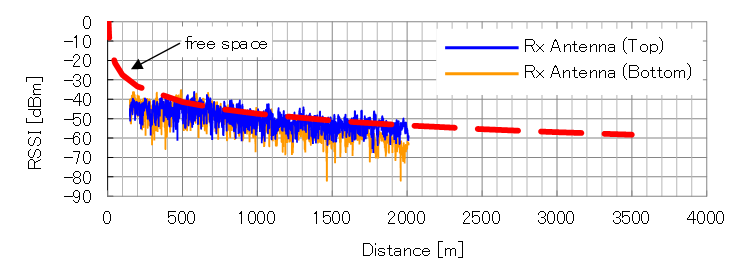 0
-10
-20
-30
-40
-50
-60
-70
-80
-90
RSSI [dBm]
free space
Rx Antenna (Top)
Rx Antenna (Bottom)
0 500 1000 1500 2000 2500 3000 3500 4000
Distance [m]